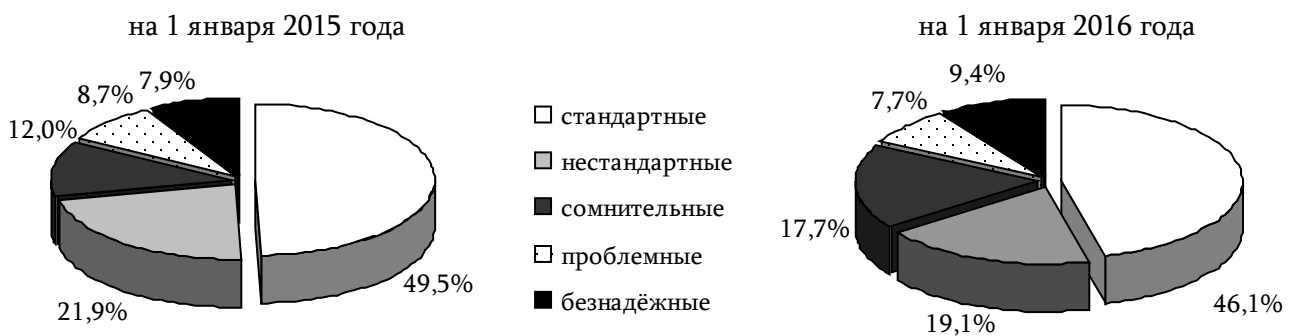 на 1 января 2015 года
7,9%
8,7%
12,0%
21,9%
49,5%
стандартные
нестандартные
сомнительные
проблемные
безнадёжные
на 1 января 2016 года
9,4%
7,7%
17,7%
19,1%
46,1%